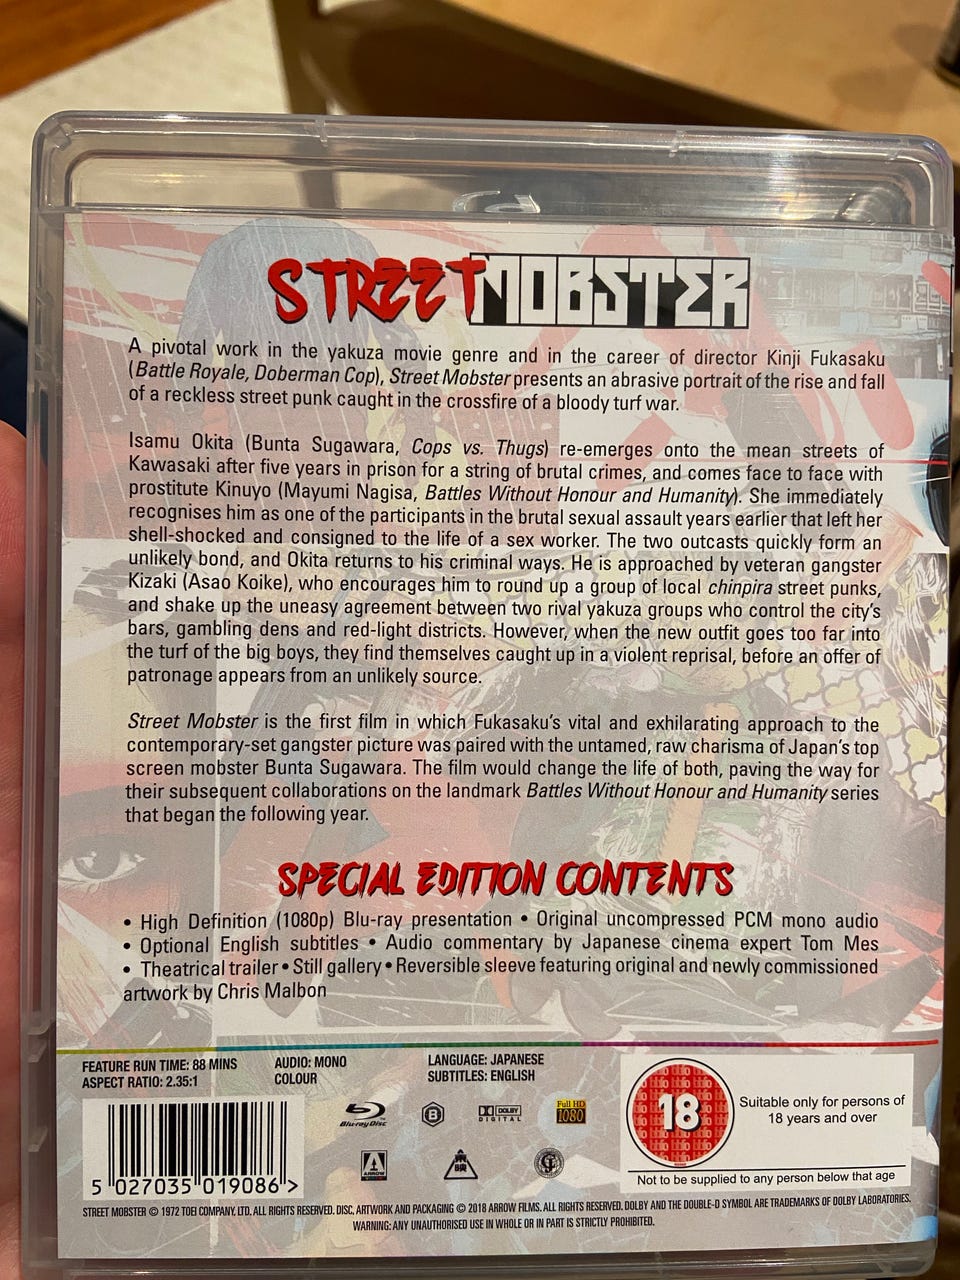 STREET MOBSTER
A pivotal work in the yakuza movie genre and in the career of director Kinji Fukasaku
(Battle Royale, Doberman Cop), Street Mobster presents an abrasive portrait of the rise and fall
of a reckless street punk caught in the crossfire of a bloody turf war.
Isamu Okita (Bunta Sugawara, Cops vs. Thugs) re-emerges onto the mean streets of
Kawasaki after five years in prison for a string of brutal crimes, and comes face to face with
prostitute Kinuyo (Mayumi Nagisa, Battles Without Honour and Humanity). She immediately
recognises him as one of the participants in the brutal sexual assault years earlier that left her
shell-shocked and consigned to the life of a sex worker. The two outcasts quickly form an
unlikely bond, and Okita returns to his criminal ways. He is approached by veteran gangster
Kizaki (Asao Koike), who encourages him to round up a group of local chinpira street punks,
and shake up the uneasy agreement between two rival yakuza groups who control the city's
bars, gambling dens and red-light districts. However, when the new outfit goes too far into
the turf of the big boys, they find themselves caught up in a violent reprisal, before an offer of
patronage appears from an unlikely source.
Street Mobster is the first film in which Fukasaku's vital and exhilarating approach to the
contemporary-set gangster picture was paired with the untamed, raw charisma of Japan's top
screen mobster Bunta Sugawara. The film would change the life of both, paving the way for
their subsequent collaborations on the landmark Battles Without Honour and Humanity series
that began the following year.
SPECIAL EDITION CONTENTS
• High Definition (1080p) Blu-ray presentation • Original uncompressed PCM mono audio
• Optional English subtitles • Audio commentary by Japanese cinema expert Tom Mes
• Theatrical trailer • Still gallery • Reversible sleeve featuring original and newly commissioned
artwork by Chris Malbon
FEATURE RUN TIME: 88 MINS
ASPECT RATIO: 2.35:1
AUDIO: MONO
COLOUR
LANGUAGE: JAPANESE
SUBTITLES: ENGLISH
Blu-ray Disc
B
DOLBY
DIGITAL
Full HD
1080
ARROW
18
Suitable only for persons of
18 years and over
Not to be supplied to any person below that age
5 027035 019086 >
STREET MOBSTER © 1972 TOEI COMPANY, LTD. ALL RIGHTS RESERVED. DISC, ARTWORK AND PACKAGING © 2018 ARROW FILMS. ALL RIGHTS RESERVED. DOLBY AND THE DOUBLE-D SYMBOL ARE TRADEMARKS OF DOLBY LABORATORIES.
WARNING: ANY UNAUTHORISED USE IN WHOLE OR IN PART IS STRICTLY PROHIBITED.